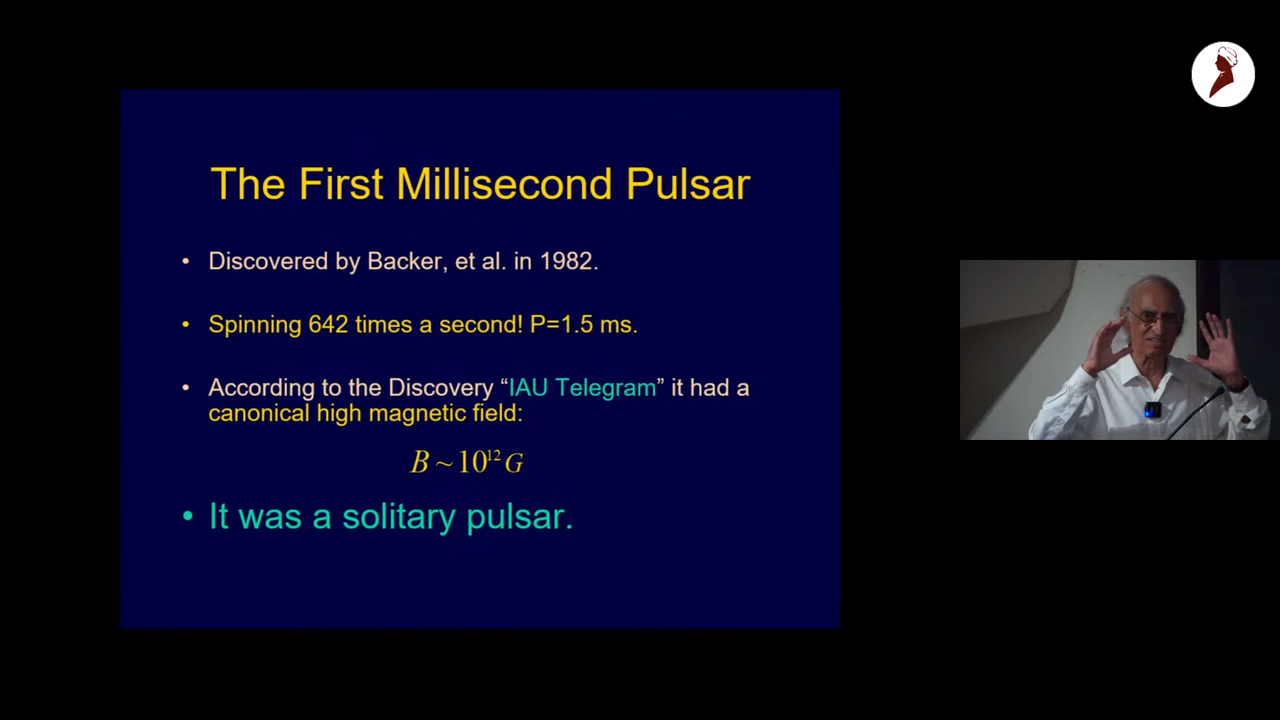 The First Millisecond Pulsar
• Discovered by Backer, et al. in 1982.
• Spinning 642 times a second! P=1.5 ms.
• According to the Discovery “IAU Telegram” it had a
canonical high magnetic field:
B ~ 10¹² G
• It was a solitary pulsar.